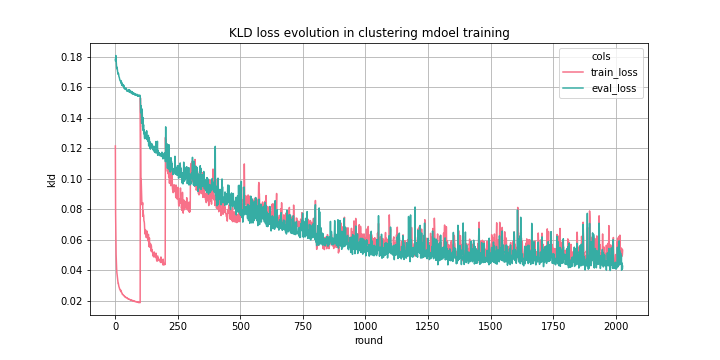 KLD loss evolution in clustering mdoel training
cols
train_loss
eval_loss
kld
0.18
0.16
0.14
0.12
0.10
0.08
0.06
0.04
0.02
0 250 500 750 1000 1250 1500 1750 2000
round